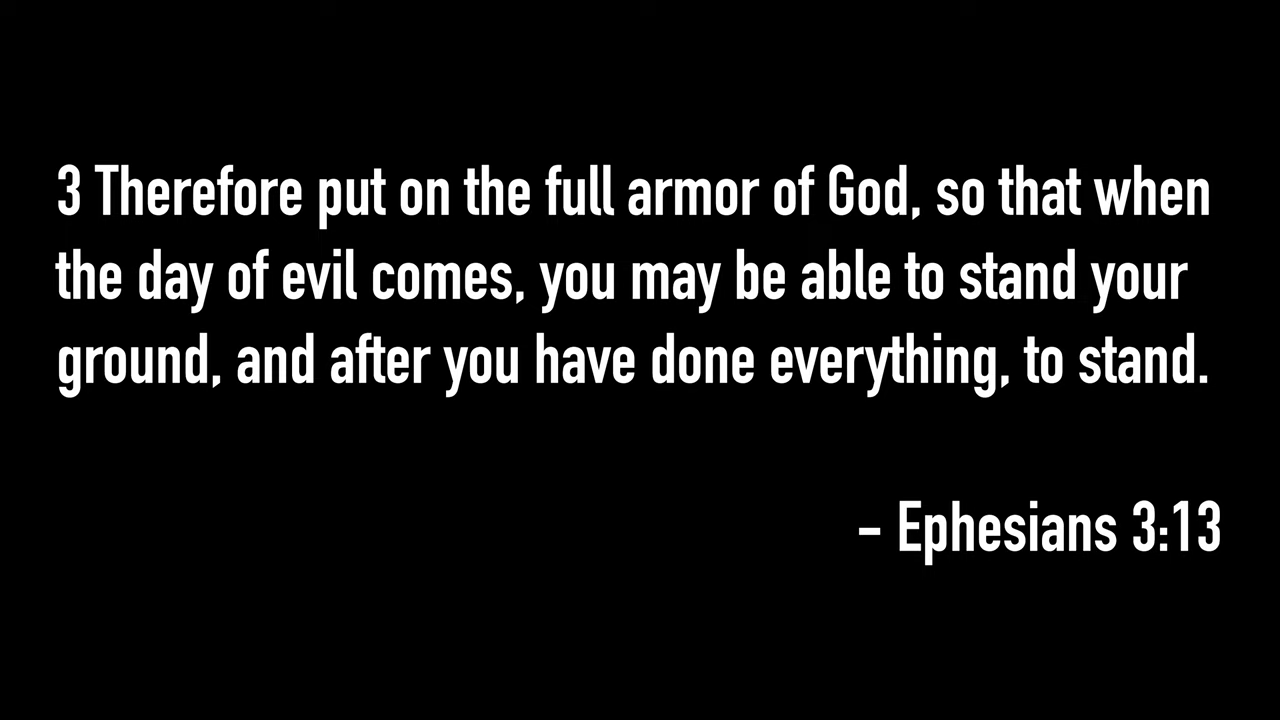 3 Therefore put on the full armor of God, so that when
the day of evil comes, you may be able to stand your
ground, and after you have done everything, to stand.
– Ephesians 3:13